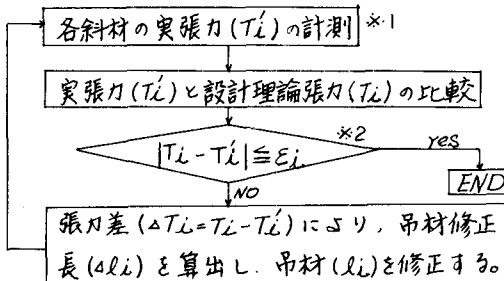 各斜材の実張力(Ti')の計測 ※1
実張力(Ti')と設計理論張力(Ti)の比較
※2
|Ti-Ti'|≦εi
yes
END
NO
張力差(ΔTi=Ti-Ti')により, 吊材修正
長(Δli)を算出し. 吊材(li)を修正する。